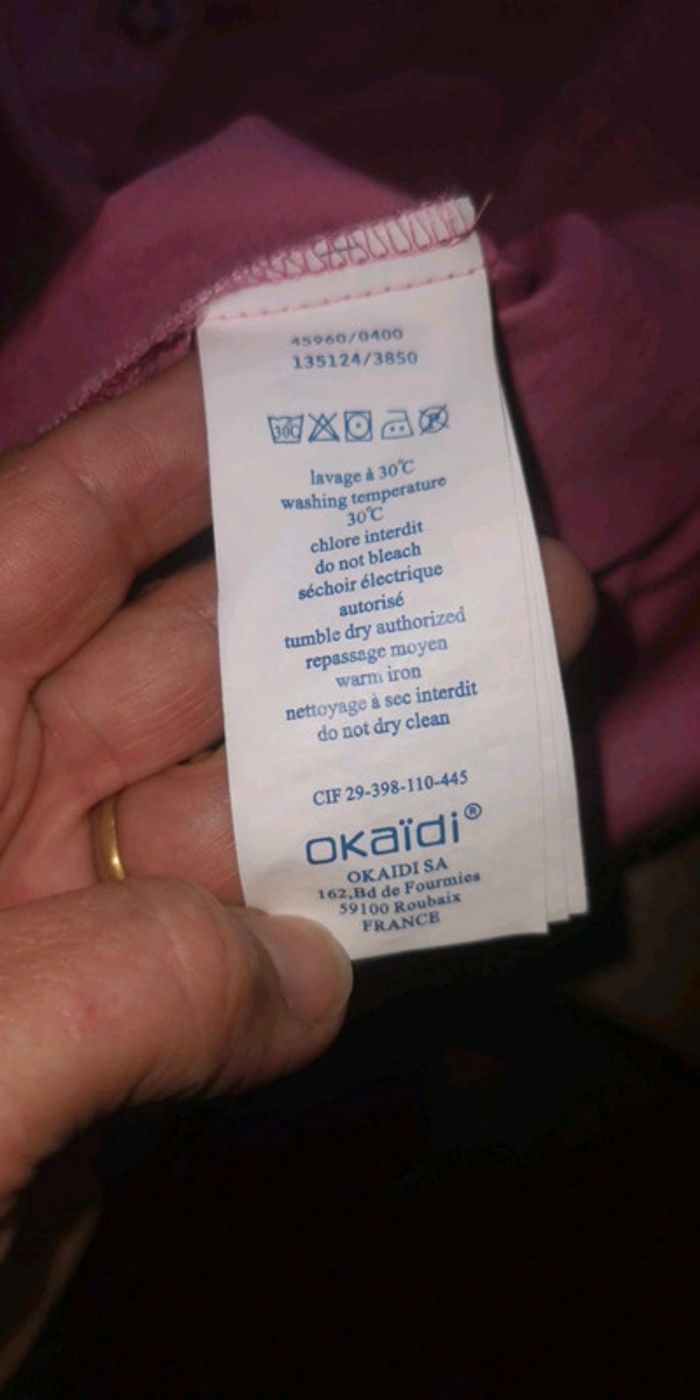 45960/0400
135124/3850
30C
P
lavage à 30℃
washing temperature
30℃
chlore interdit
do not bleach
séchoir électrique
autorisé
tumble dry authorized
repassage moyen
warm iron
nettoyage à sec interdit
do not dry clean
CIF 29-398-110-445
okaïdi®
OKAIDI SA
162,Bd de Fourmies
59100 Roubaix
FRANCE